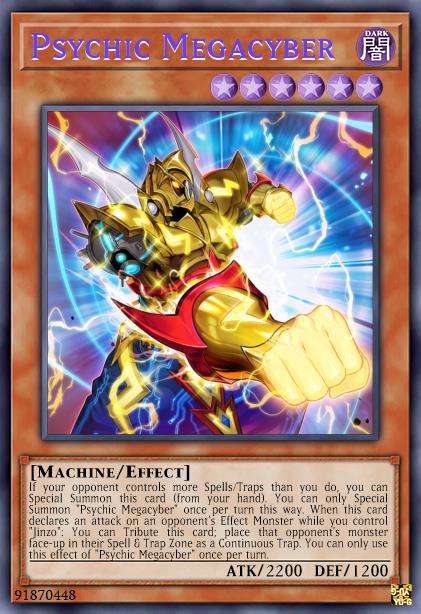 PSYCHIC MEGACYBER
DARK
闇
[MACHINE/EFFECT]
If your opponent controls more Spells/Traps than you do, you can
Special Summon this card (from your hand). You can only Special
Summon "Psychic Megacyber" once per turn this way. When this card
declares an attack on an opponent's Effect Monster while you control
"Jinzo": You can Tribute this card; place that opponent's monster
face-up in their Spell & Trap Zone as a Continuous Trap. You can only use
this effect of "Psychic Megacyber" once per turn.
ATK/2200 DEF/1200
91870448